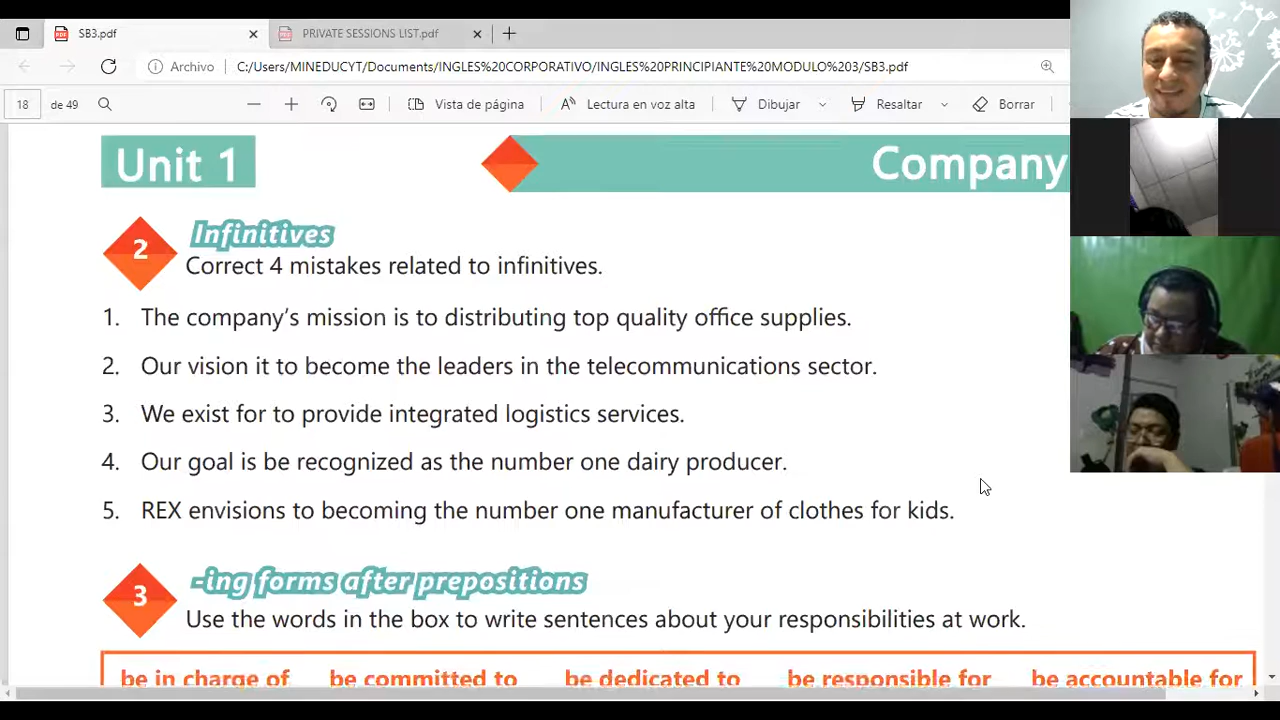 SB3.pdf
PRIVATE SESSIONS LIST.pdf
Archivo
C:/Users/MINEDUCYT/Documents/INGLES%20CORPORATIVO/INGLES%20PRINCIPIANTE%20MODULO%203/SB3.pdf
18 de 49
Vista de página
Lectura en voz alta
Dibujar
Resaltar
Borrar
Unit 1
Company
2
Infinitives
Correct 4 mistakes related to infinitives.
1. The company's mission is to distributing top quality office supplies.
2. Our vision it to become the leaders in the telecommunications sector.
3. We exist for to provide integrated logistics services.
4. Our goal is be recognized as the number one dairy producer.
5. REX envisions to becoming the number one manufacturer of clothes for kids.
3
-ing forms after prepositions
Use the words in the box to write sentences about your responsibilities at work.
be in charge of be committed to be dedicated to be responsible for be accountable for